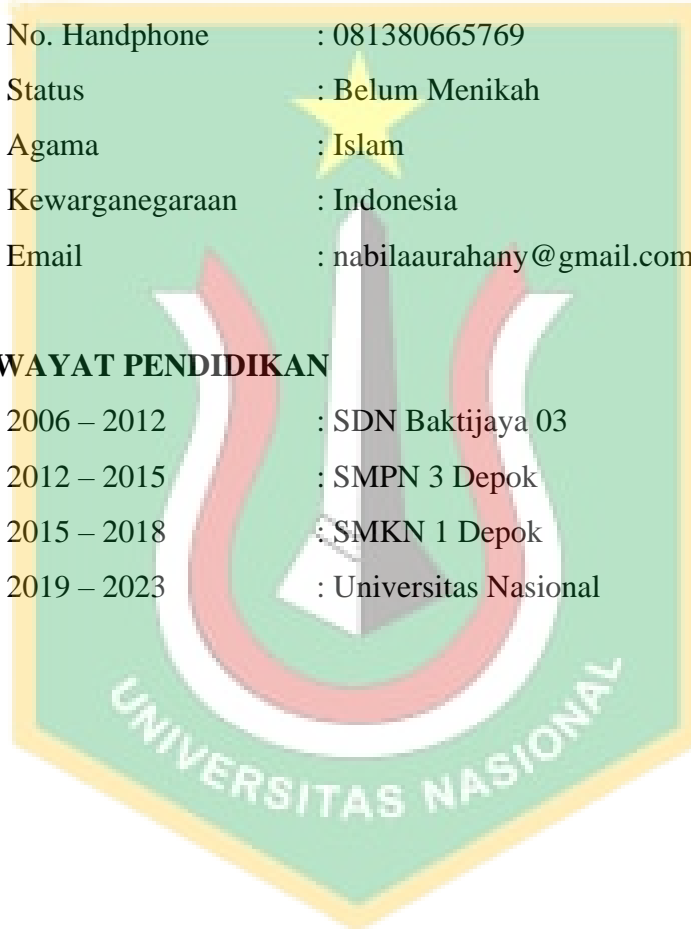 No. Handphone : 081380665769
Status : Belum Menikah
Agama : Islam
Kewarganegaraan : Indonesia
Email : nabilaaurahany@gmail.com
WAYAT PENDIDIKAN
2006 – 2012 : SDN Baktijaya 03
2012 – 2015 : SMPN 3 Depok
2015 – 2018 : SMKN 1 Depok
2019 – 2023 : Universitas Nasional
UNIVERSITAS NASIONAL